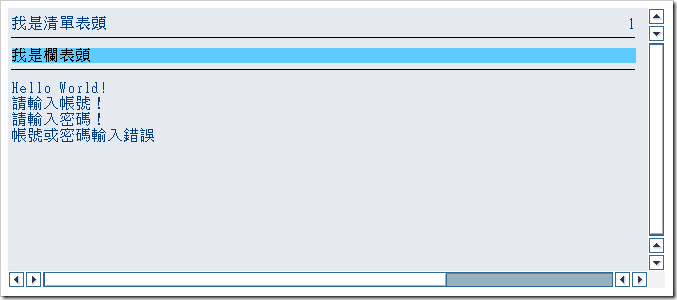 我是清單表頭 1
我是欄表頭
Hello World!
請輸入帳號！
請輸入密碼！
帳號或密碼輸入錯誤